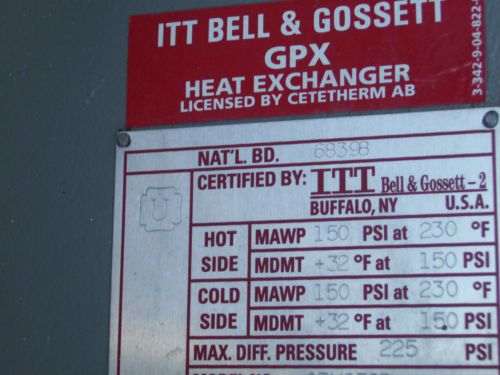 ITT BELL & GOSSETT
GPX
HEAT EXCHANGER
LICENSED BY CETETHERM AB
3-342-9-04-822-
NAT'L. BD. 68398
U
CERTIFIED BY: ITT Bell & Gossett-2
BUFFALO, NY U.S.A.
HOT SIDE MAWP 150 PSI at 230 °F
MDMT +32 °F at 150 PSI
COLD SIDE MAWP 150 PSI at 230 °F
MDMT +32 °F at 150 PSI
MAX. DIFF. PRESSURE 225 PSI
MODEL NO.